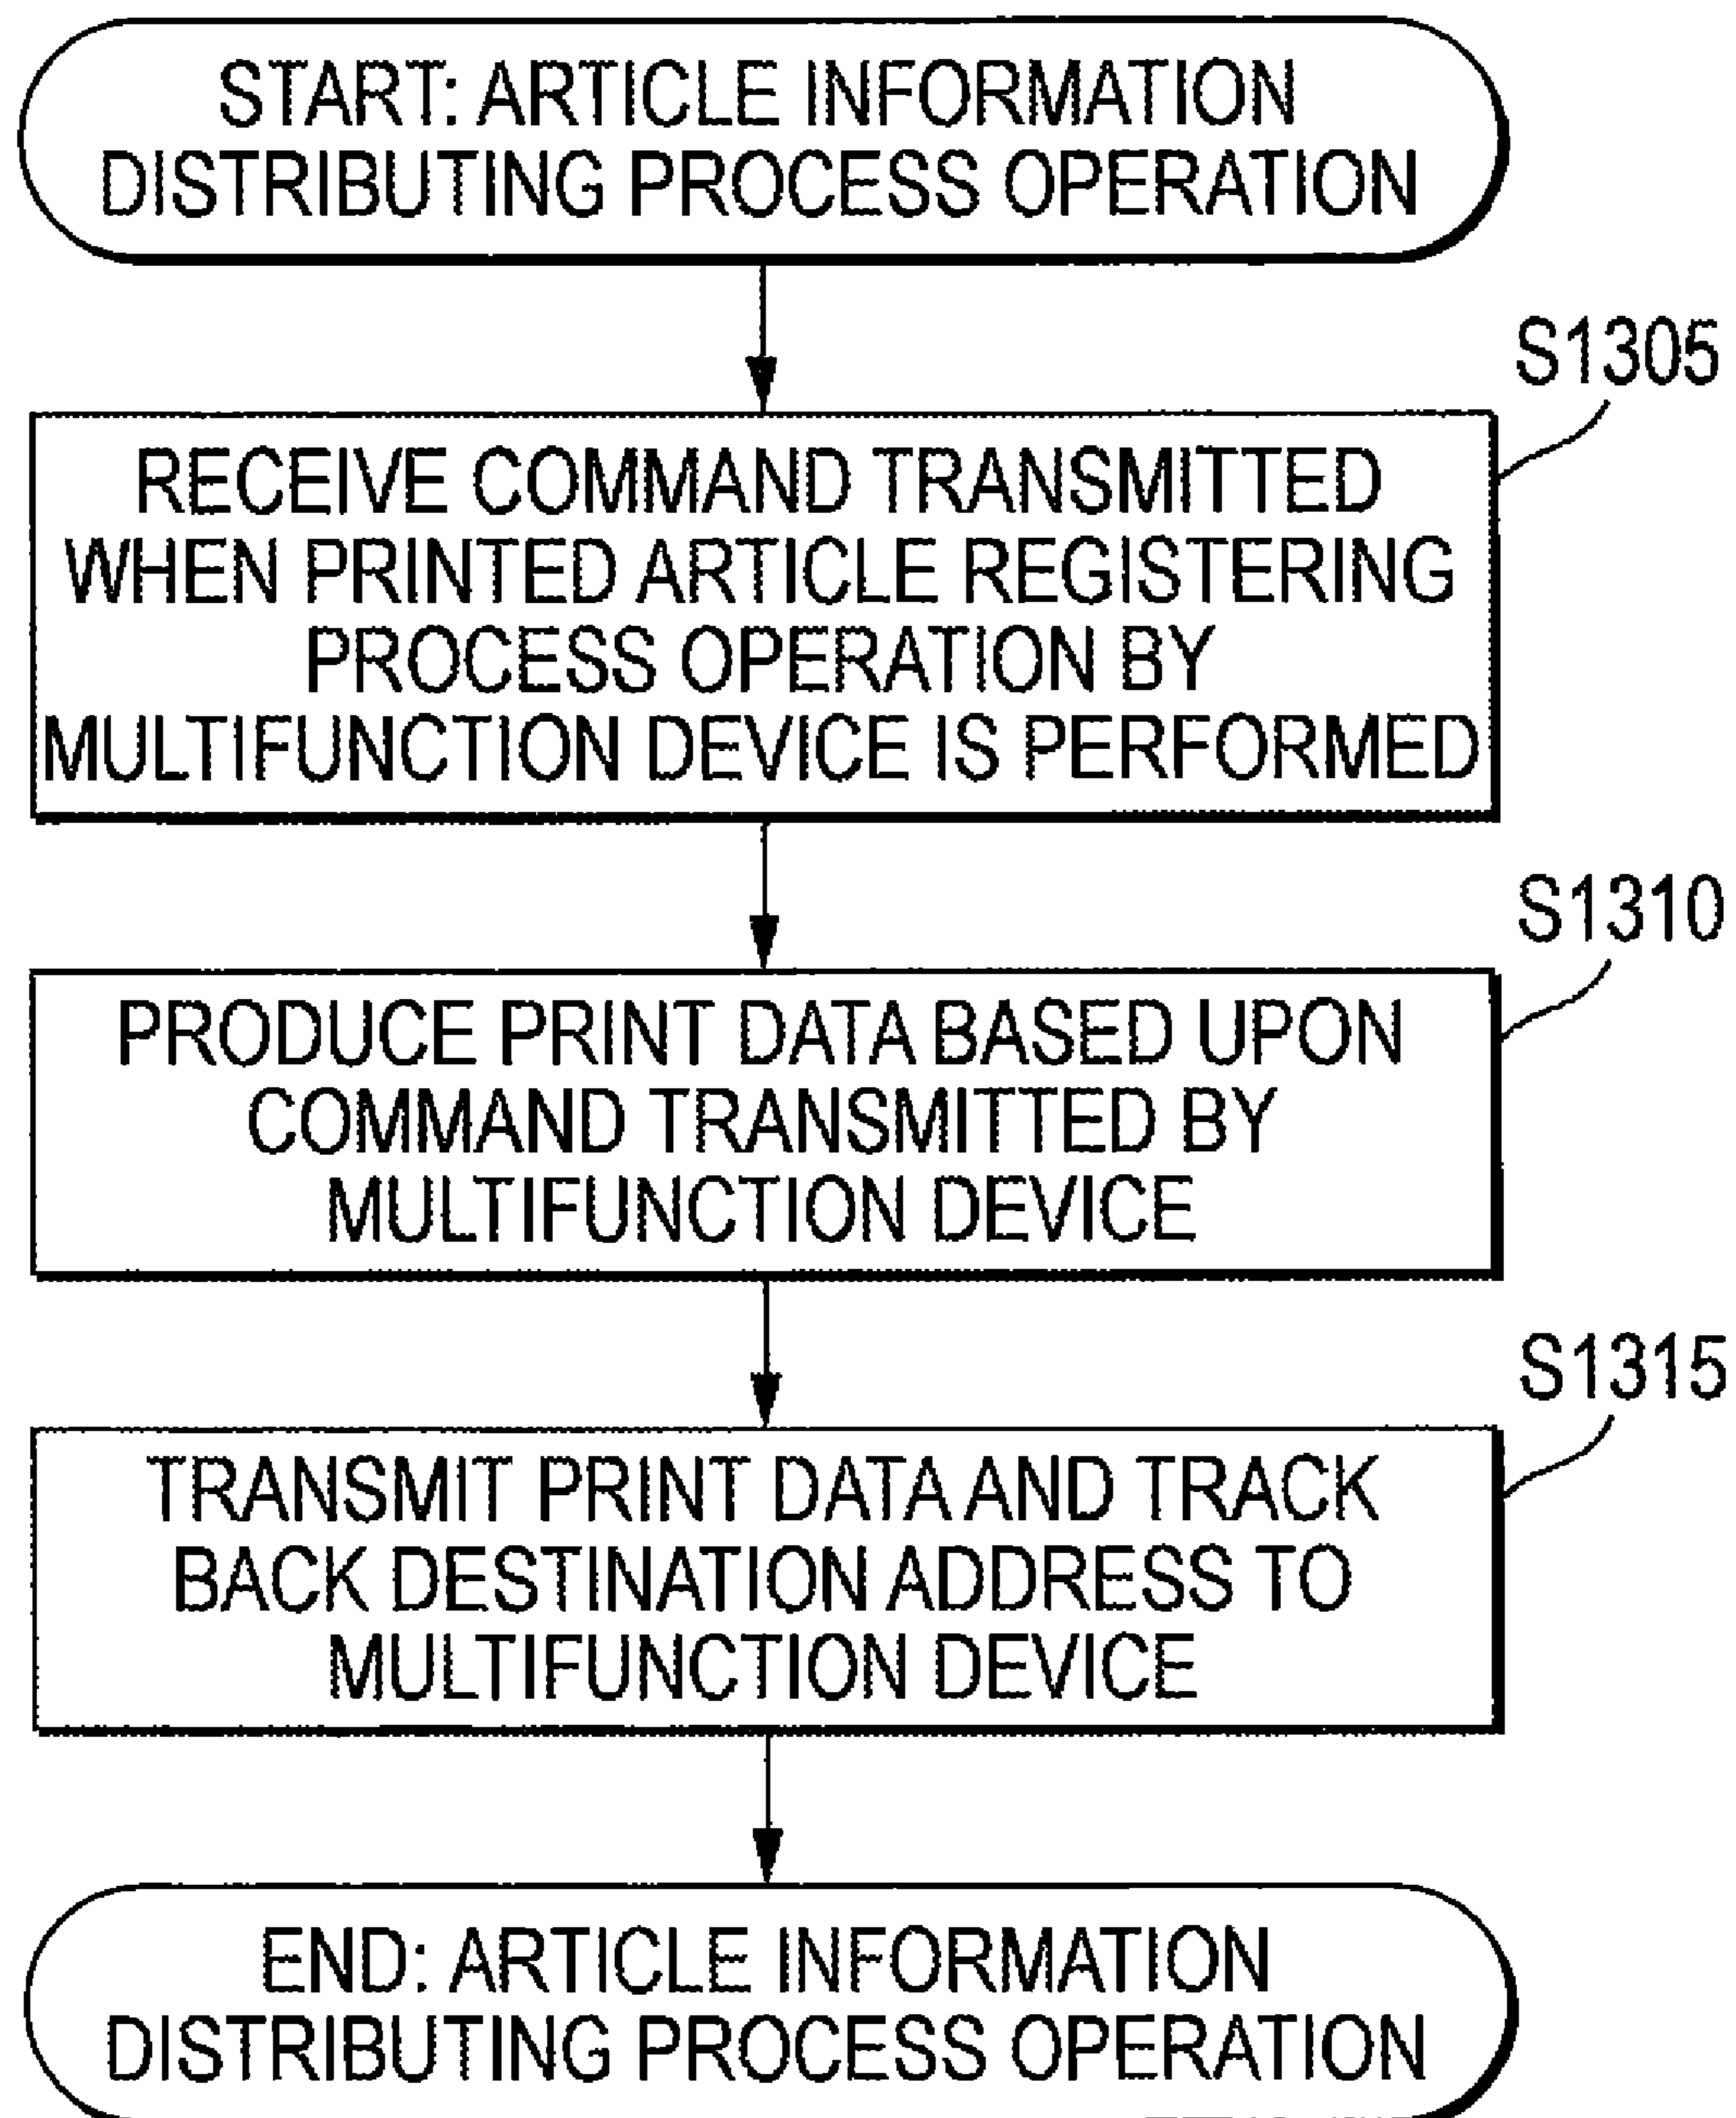 START: ARTICLE INFORMATION
DISTRIBUTING PROCESS OPERATION
S1305
RECEIVE COMMAND TRANSMITTED
WHEN PRINTED ARTICLE REGISTERING
PROCESS OPERATION BY
MULTIFUNCTION DEVICE IS PERFORMED
S1310
PRODUCE PRINT DATA BASED UPON
COMMAND TRANSMITTED BY
MULTIFUNCTION DEVICE
S1315
TRANSMIT PRINT DATA AND TRACK
BACK DESTINATION ADDRESS TO
MULTIFUNCTION DEVICE
END: ARTICLE INFORMATION
DISTRIBUTING PROCESS OPERATION